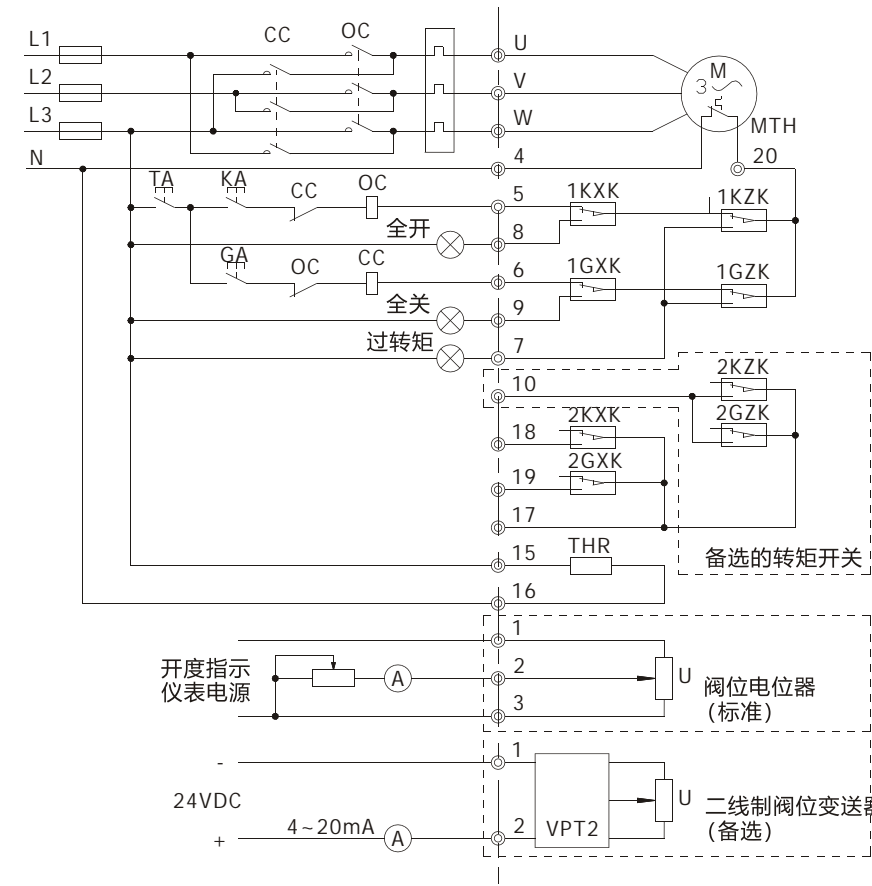 L1
CC
OC
U
L2
M
3
V
L3
W
MTH
N
4
20
TA
KA
CC
OC
5
1KXK
1KZK
全开
8
GA
OC
CC
6
1GXK
1GZK
全关
9
过转矩
7
10
2KZK
2KXK
2GZK
18
2GXK
19
17
15
THR
备选的转矩开关
16
1
开度指示
仪表电源
A
2
U
阀位电位器
(标准)
3
-
1
24VDC
U
二线制阀位变送器
(备选)
+
4~20mA
A
2
VPT2